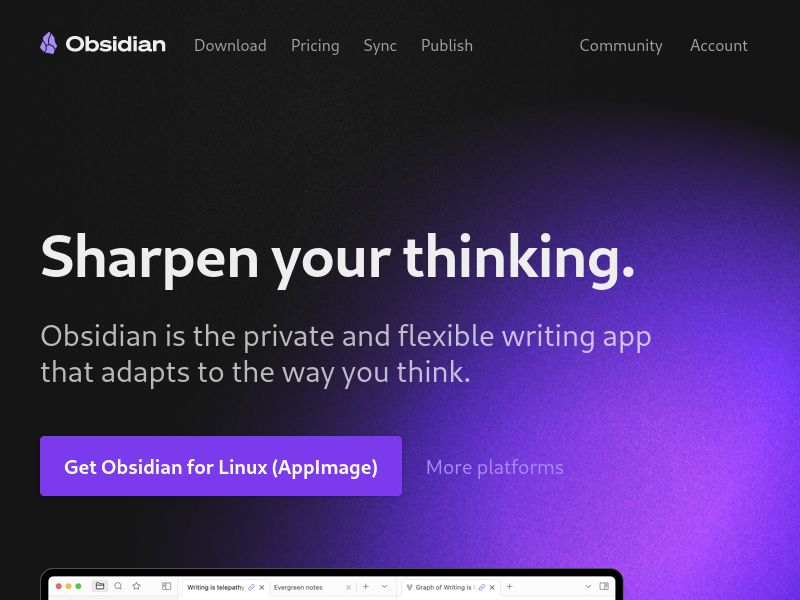 Obsidian Download Pricing Sync Publish Community Account
Sharpen your thinking.
Obsidian is the private and flexible writing app
that adapts to the way you think.
Get Obsidian for Linux (AppImage) More platforms
Writing is telepathy Evergreen notes Graph of Writing is